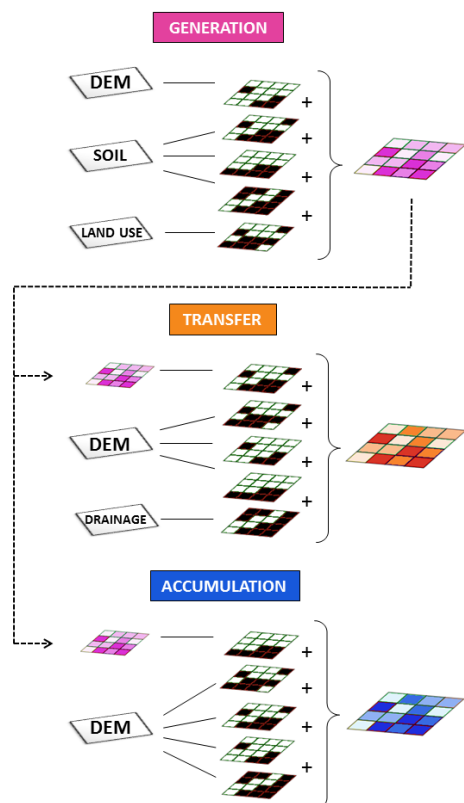 GENERATION
DEM
+
+
SOIL
+
+
LAND USE
TRANSFER
+
+
DEM
+
+
DRAINAGE
ACCUMULATION
+
+
DEM
+
+